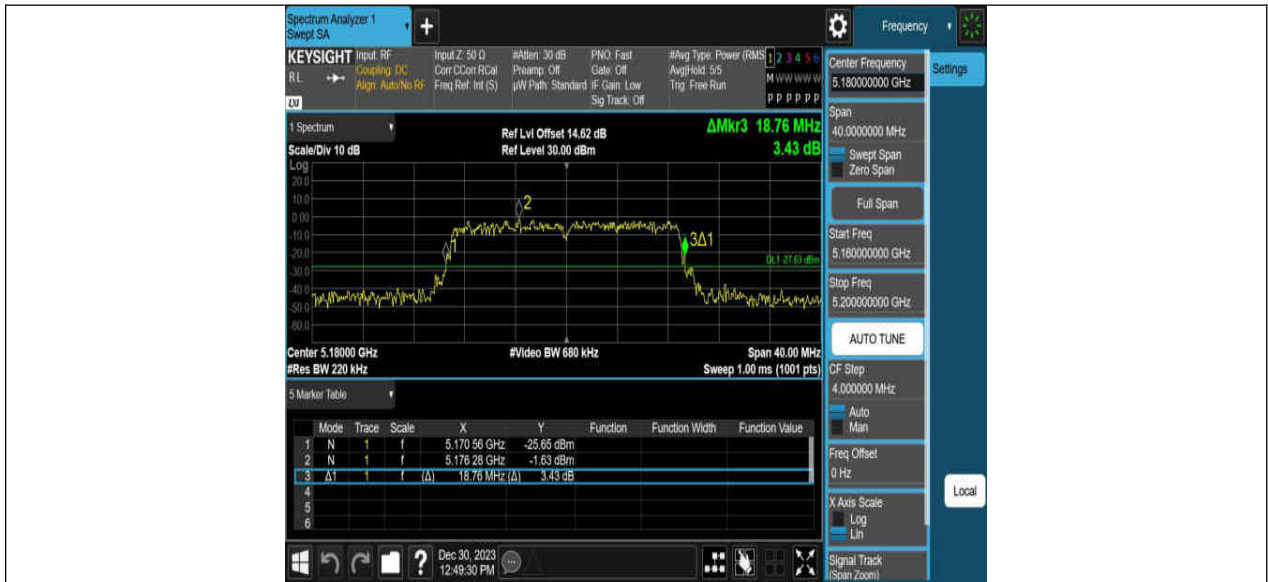 Spectrum Analyzer 1
Swept SA
+
Frequency
KEYSIGHT
RL
LXI
Input: RF
Coupling: DC
Align: Auto/No RF
Input Z: 50 Ω
Corr CCorr RCal
Freq Ref: Int (S)
#Atten: 30 dB
Preamp: Off
µW Path: Standard
PNO: Fast
Gate: Off
IF Gain: Low
Sig Track: Off
#Avg Type: Power (RMS
Avg|Hold: 5/5
Trig: Free Run
1 2 3 4 5 6
M W W W W W
P P P P P P
Center Frequency
5.180000000 GHz
Settings
1 Spectrum
Scale/Div 10 dB
Ref Lvl Offset 14.62 dB
Ref Level 30.00 dBm
ΔMkr3 18.76 MHz
3.43 dB
Span
40.0000000 MHz
Swept Span
Zero Span
Full Span
Log
20.0
10.0
0.00
-10.0
-20.0
-30.0
-40.0
-50.0
-60.0
2
3Δ1
DL1 -27.63 dBm
Start Freq
5.160000000 GHz
Stop Freq
5.200000000 GHz
AUTO TUNE
Center 5.18000 GHz
#Res BW 220 kHz
#Video BW 680 kHz
Span 40.00 MHz
Sweep 1.00 ms (1001 pts)
CF Step
4.000000 MHz
Auto
Man
5 Marker Table
Mode Trace Scale X Y Function Function Width Function Value
1 N 1 f 5.170 56 GHz -25.65 dBm
2 N 1 f 5.176 28 GHz -1.63 dBm
3 Δ1 1 f (Δ) 18.76 MHz (Δ) 3.43 dB
4
5
6
Freq Offset
0 Hz
X Axis Scale
Log
Lin
Local
Signal Track
(Span Zoom)
?
Dec 30, 2023
12:49:30 PM